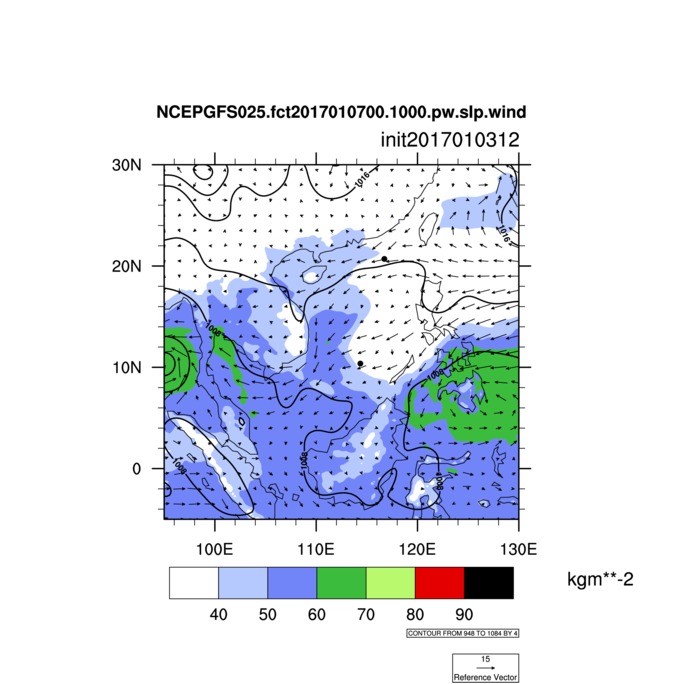 NCEPGFS025.fct2017010700.1000.pw.slp.wind
init2017010312
30N
1016
1016
20N
1008
10N
1008
1008
1008
1008
0
100E 110E 120E 130E
kgm**-2
40 50 60 70 80 90
CONTOUR FROM 948 TO 1084 BY 4
15
Reference Vector